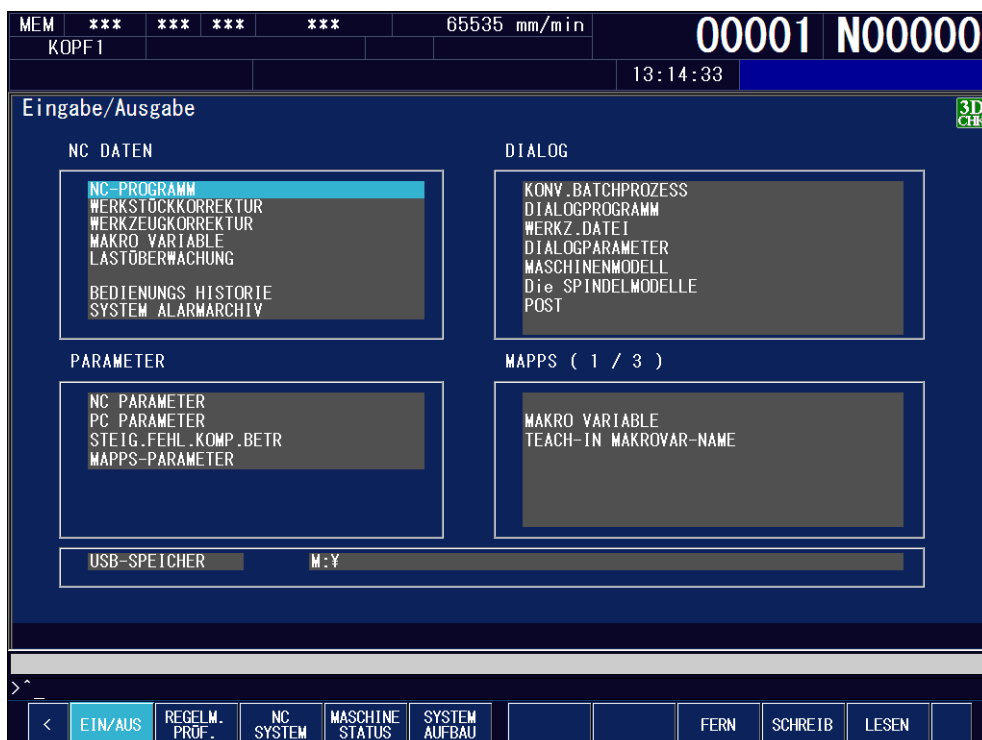 MEM *** *** *** *** 65535 mm/min 00001 N00000
KOPF1
13:14:33
Eingabe/Ausgabe
3D
CHK
NC DATEN
NC-PROGRAMM
WERKSTÜCKKORREKTUR
WERKZEUGKORREKTUR
MAKRO VARIABLE
LASTÜBERWACHUNG
BEDIENUNGS HISTORIE
SYSTEM ALARMARCHIV
DIALOG
KONV.BATCHPROZESS
DIALOGPROGRAMM
WERKZ.DATEI
DIALOGPARAMETER
MASCHINENMODELL
Die SPINDELMODELLE
POST
PARAMETER
NC PARAMETER
PC PARAMETER
STEIG.FEHL.KOMP.BETR
MAPPS-PARAMETER
MAPPS ( 1 / 3 )
MAKRO VARIABLE
TEACH-IN MAKROVAR-NAME
USB-SPEICHER M:¥
>^_
< EIN/AUS REGELM. PRÜF. NC SYSTEM MASCHINE STATUS SYSTEM AUFBAU FERN SCHREIB LESEN